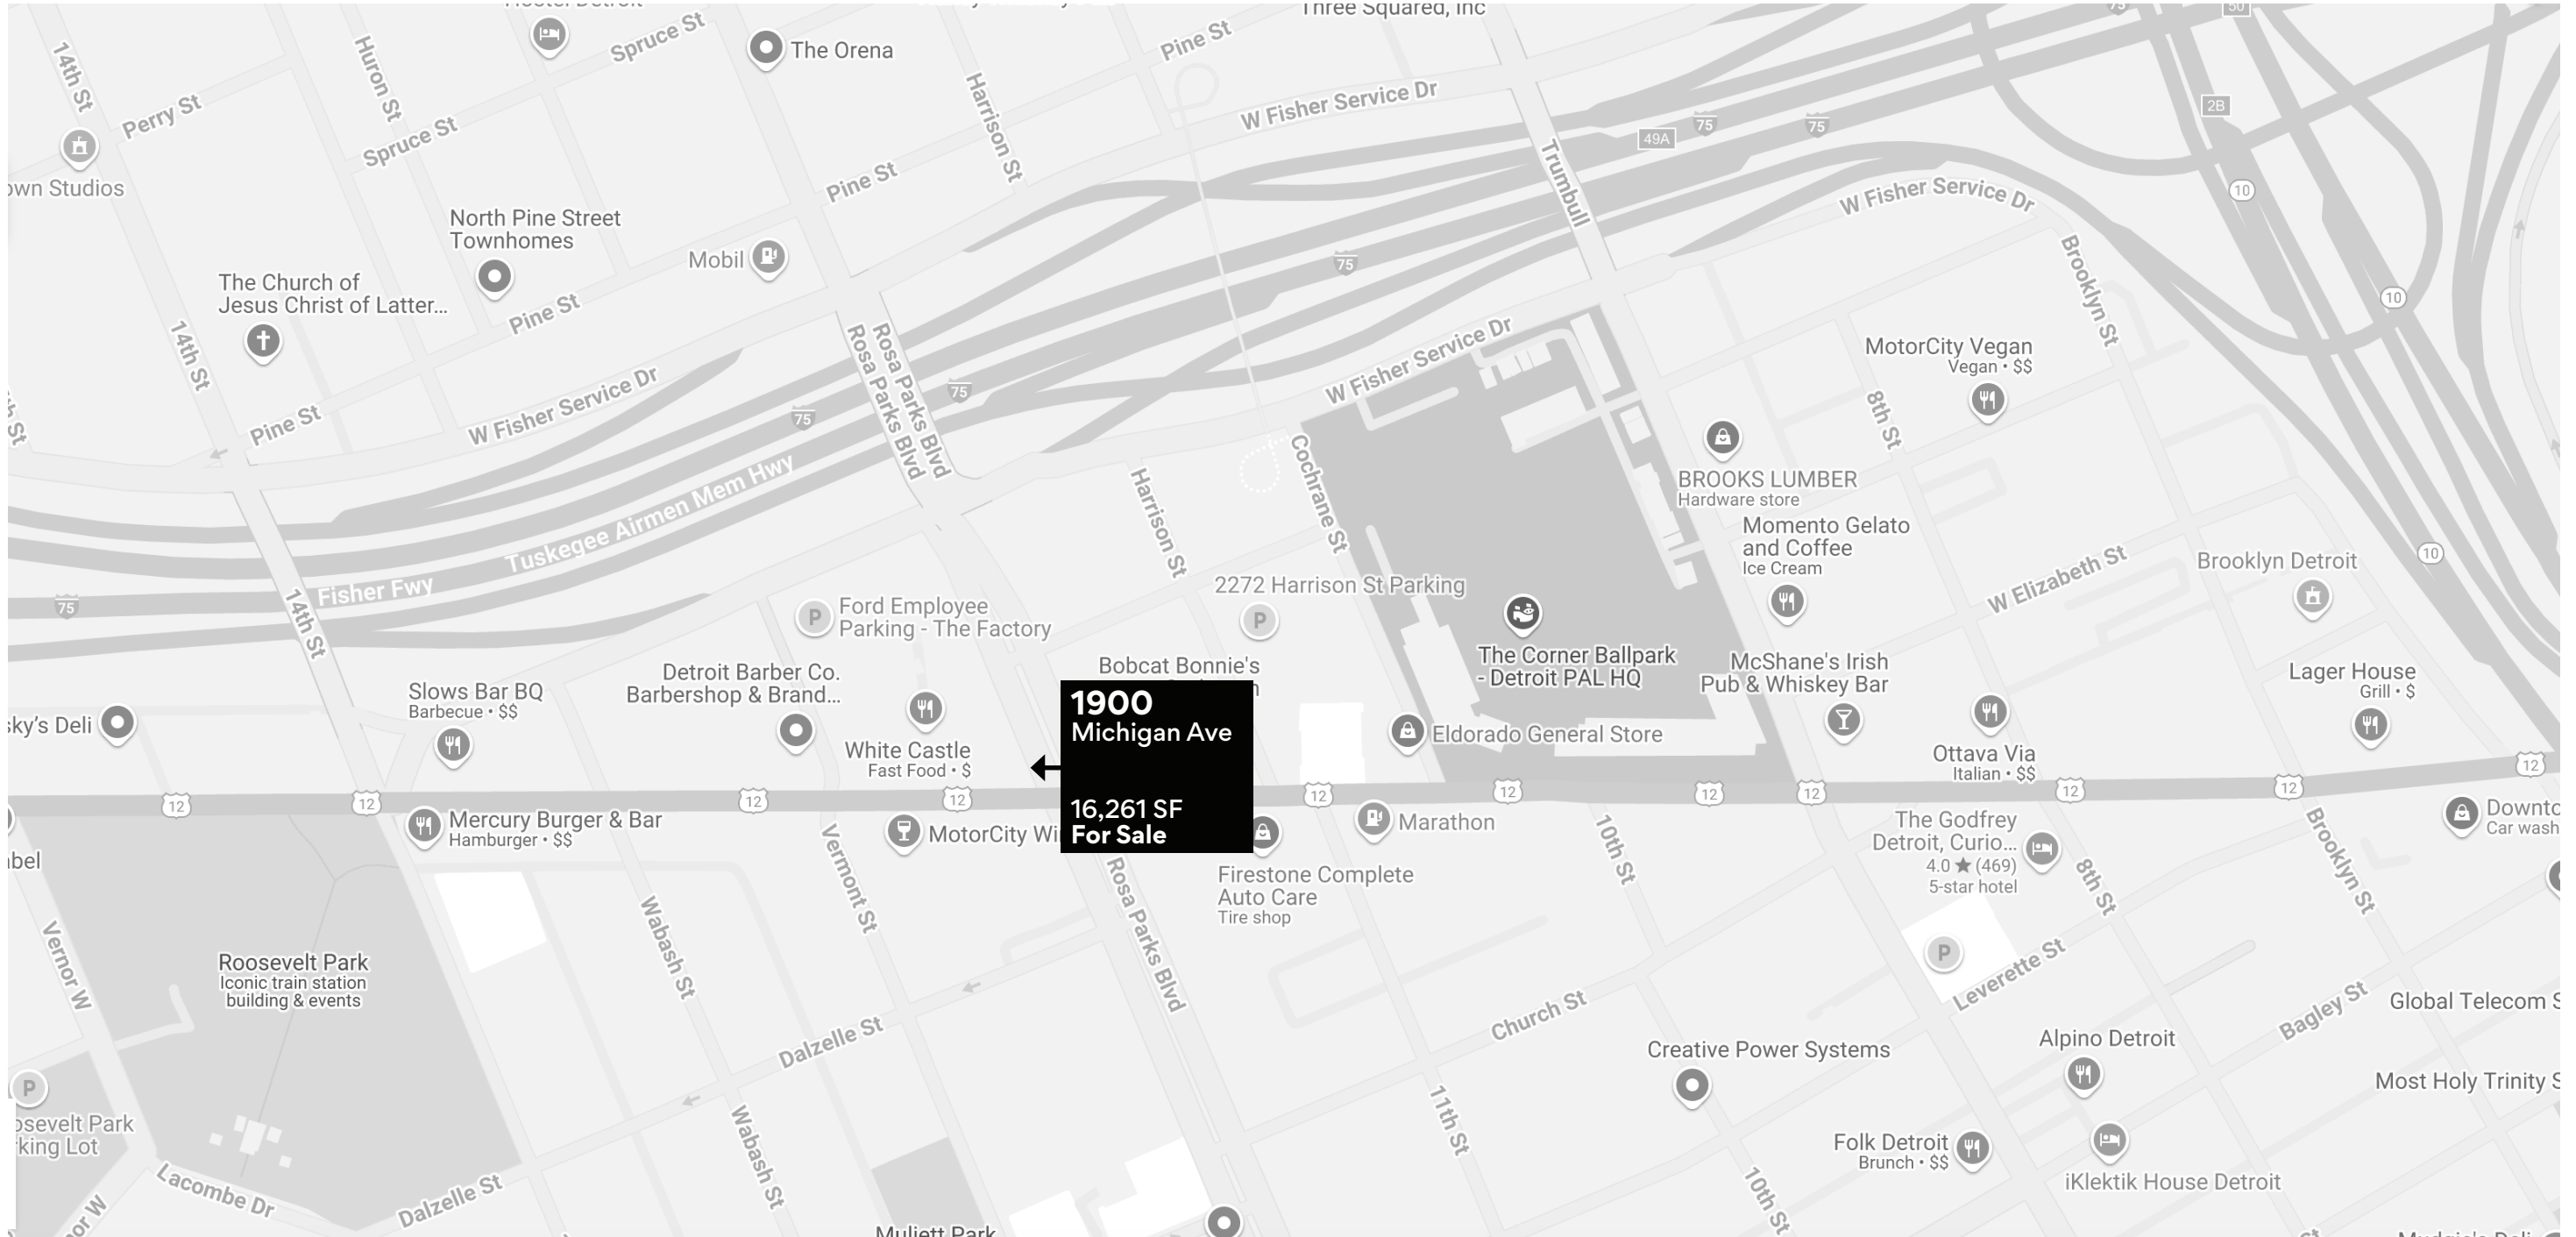 Hostel Detroit
Three Squared, Inc
75
50
14th St
Huron St
Spruce St
The Orena
Harrison St
Pine St
W Fisher Service Dr
Perry St
Spruce St
Pine St
Trumbull
49A
75
75
2B
10
own Studios
North Pine Street
Townhomes
Mobil
W Fisher Service Dr
Brooklyn St
75
10
The Church of
Jesus Christ of Latter...
Pine St
14th St
Rosa Parks Blvd
Rosa Parks Blvd
W Fisher Service Dr
MotorCity Vegan
Vegan • $$
W Fisher Service Dr
75
75
8th St
Pine St
th St
Cochrane St
BROOKS LUMBER
Hardware store
Tuskegee Airmen Mem Hwy
Harrison St
Momento Gelato
and Coffee
Ice Cream
10
Brooklyn Detroit
W Elizabeth St
Fisher Fwy
75
14th St
P
Ford Employee
Parking - The Factory
2272 Harrison St Parking
P
The Corner Ballpark
- Detroit PAL HQ
McShane's Irish
Pub & Whiskey Bar
Bobcat Bonnie's
Detroit Barber Co.
Barbershop & Brand...
Slows Bar BQ
Barbecue • $$
Lager House
Grill • $
sky's Deli
White Castle
Fast Food • $
1900
Michigan Ave
16,261 SF
For Sale
Eldorado General Store
Ottava Via
Italian • $$
12
12
12
12
12
12
12
12
12
12
12
Mercury Burger & Bar
Hamburger • $$
Vermont St
MotorCity Wi
Marathon
10th St
The Godfrey
Detroit, Curio...
4.0 ★ (469)
5-star hotel
Brooklyn St
Downto
Car wash
abel
Firestone Complete
Auto Care
Tire shop
8th St
Rosa Parks Blvd
Vernor W
Wabash St
Roosevelt Park
Iconic train station
building & events
P
Leverette St
Church St
Bagley St
Global Telecom S
Dalzelle St
Creative Power Systems
Alpino Detroit
Most Holy Trinity S
P
osevelt Park
rking Lot
Wabash St
11th St
Folk Detroit
Brunch • $$
iKlektik House Detroit
Lacombe Dr
Dalzelle St
nor W
10th St
Muliett Park